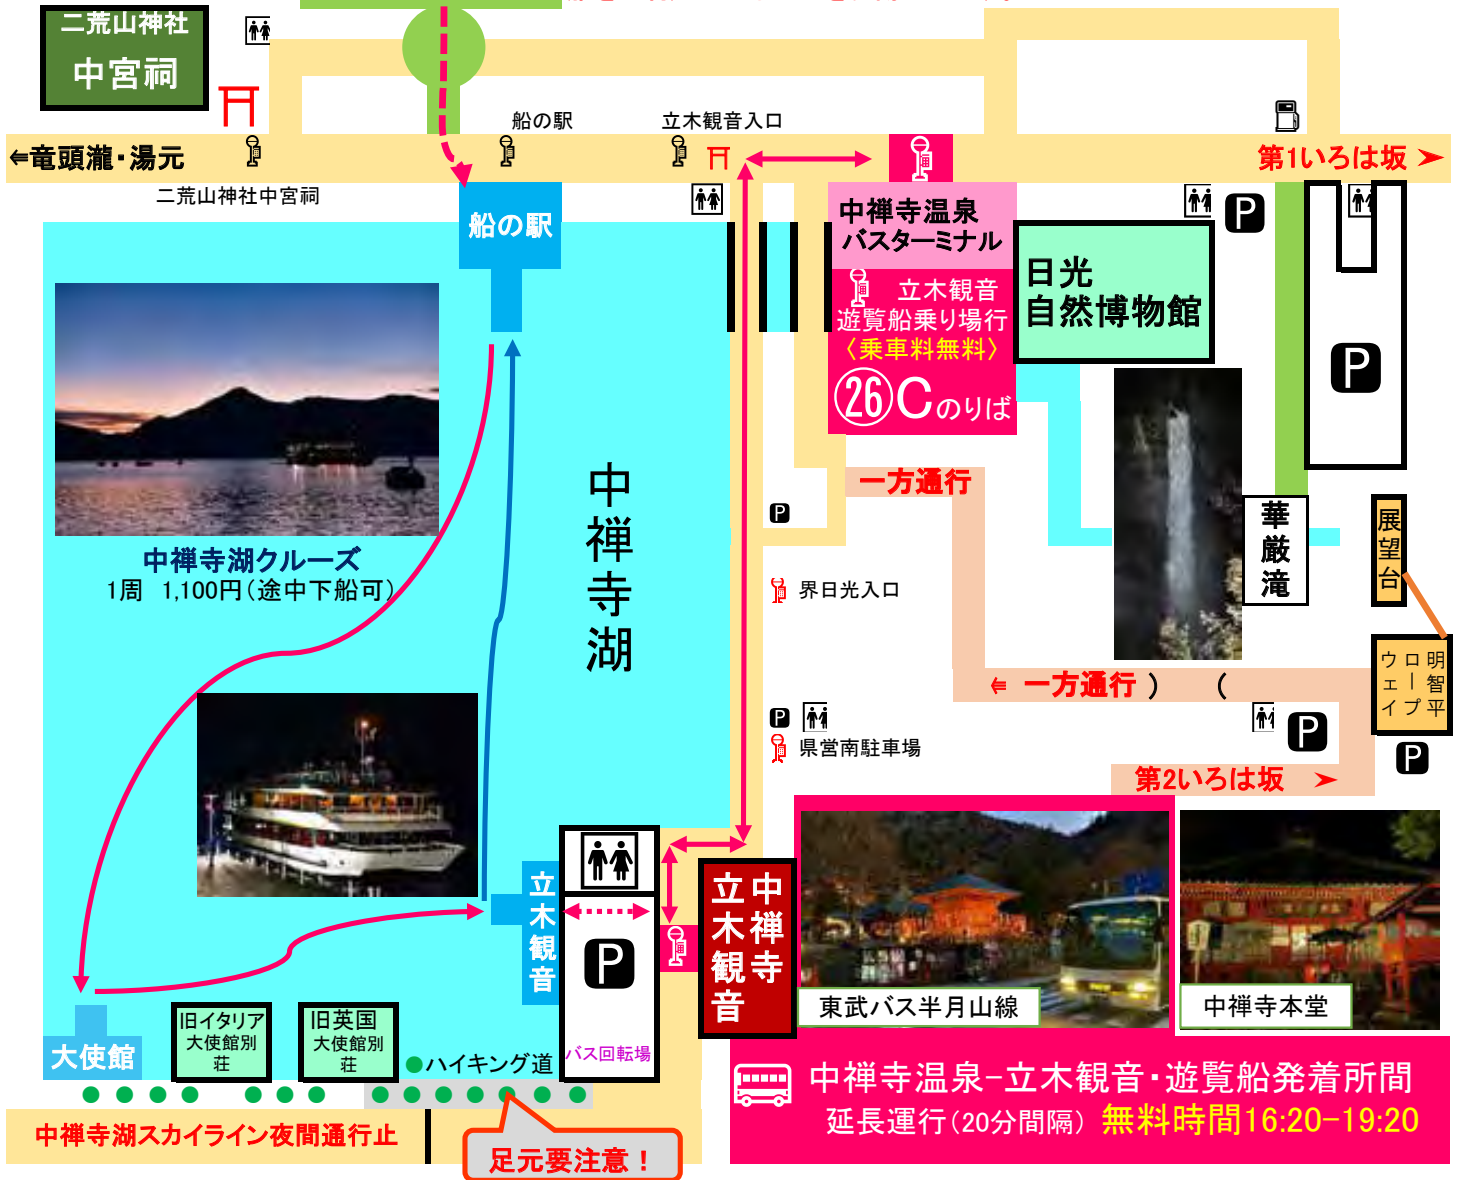 二荒山神社
中宮祠
船の駅
立木観音入口
⇐竜頭瀧・湯元
第1いろは坂 ➢
二荒山神社中宮祠
船の駅
中禅寺温泉
バスターミナル
P
日光
自然博物館
立木観音
遊覧船乗り場行
〈乗車料無料〉
㉖Cのりば
P
中禅寺湖
一方通行
P
華厳滝
展望台
中禅寺湖クルーズ
1周 1,100円（途中下船可）
界日光入口
明智平
ロープ
ウェイ
⇐ 一方通行 ) (
P
県営南駐車場
P
P
第2いろは坂 ➢
立木観音
P
バス回転場
中禅寺
立木観音
東武バス半月山線
中禅寺本堂
大使館
旧イタリア
大使館別
荘
旧英国
大使館別
荘
●ハイキング道
中禅寺湖スカイライン夜間通行止
足元要注意！
中禅寺温泉−立木観音・遊覧船発着所間
延長運行（20分間隔） 無料時間16:20−19:20